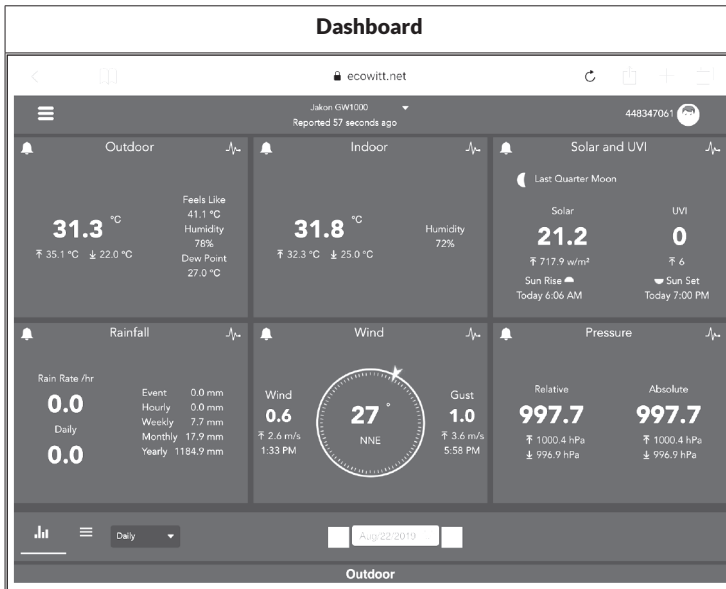 Dashboard
ecowitt.net
Jakon GW1000
Reported 57 seconds ago
448347061
Outdoor
31.3 °C
35.1 °C 22.0 °C
Feels Like
41.1 °C
Humidity
78%
Dew Point
27.0 °C
Indoor
31.8 °C
32.3 °C 25.0 °C
Humidity
72%
Solar and UVI
Last Quarter Moon
Solar
21.2
717.9 w/m²
Sun Rise
Today 6:06 AM
UVI
0
6
Sun Set
Today 7:00 PM
Rainfall
Rain Rate /hr
0.0
Daily
0.0
Event 0.0 mm
Hourly 0.0 mm
Weekly 7.7 mm
Monthly 17.9 mm
Yearly 1184.9 mm
Wind
Wind
0.6
2.6 m/s
1:33 PM
27 °
NNE
Gust
1.0
3.6 m/s
5:58 PM
Pressure
Relative
997.7
1000.4 hPa
996.9 hPa
Absolute
997.7
1000.4 hPa
996.9 hPa
Daily
Aug/22/2019
Outdoor